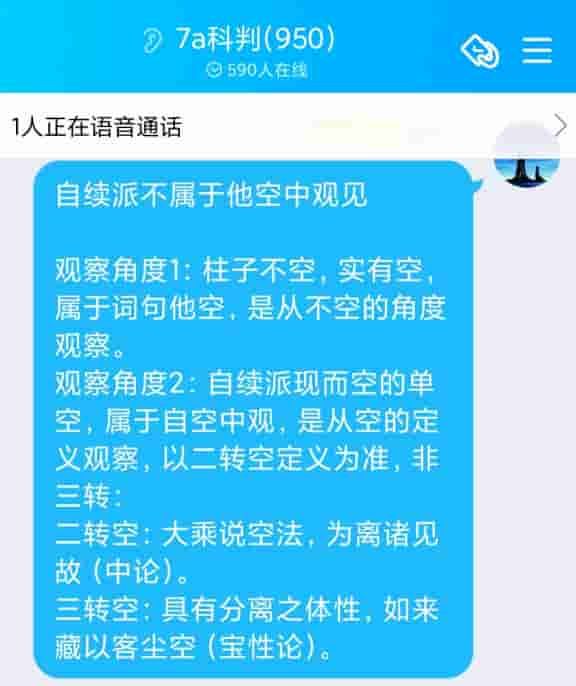 7a科判(950)
590人在线
1人正在语音通话
自续派不属于他空中观见
观察角度1：柱子不空，实有空，
属于词句他空，是从不空的角度
观察。
观察角度2：自续派现而空的单
空，属于自空中观，是从空的定
义观察，以二转空定义为准，非
三转：
二转空：大乘说空法，为离诸见
故（中论）。
三转空：具有分离之体性，如来
藏以客尘空（宝性论）。